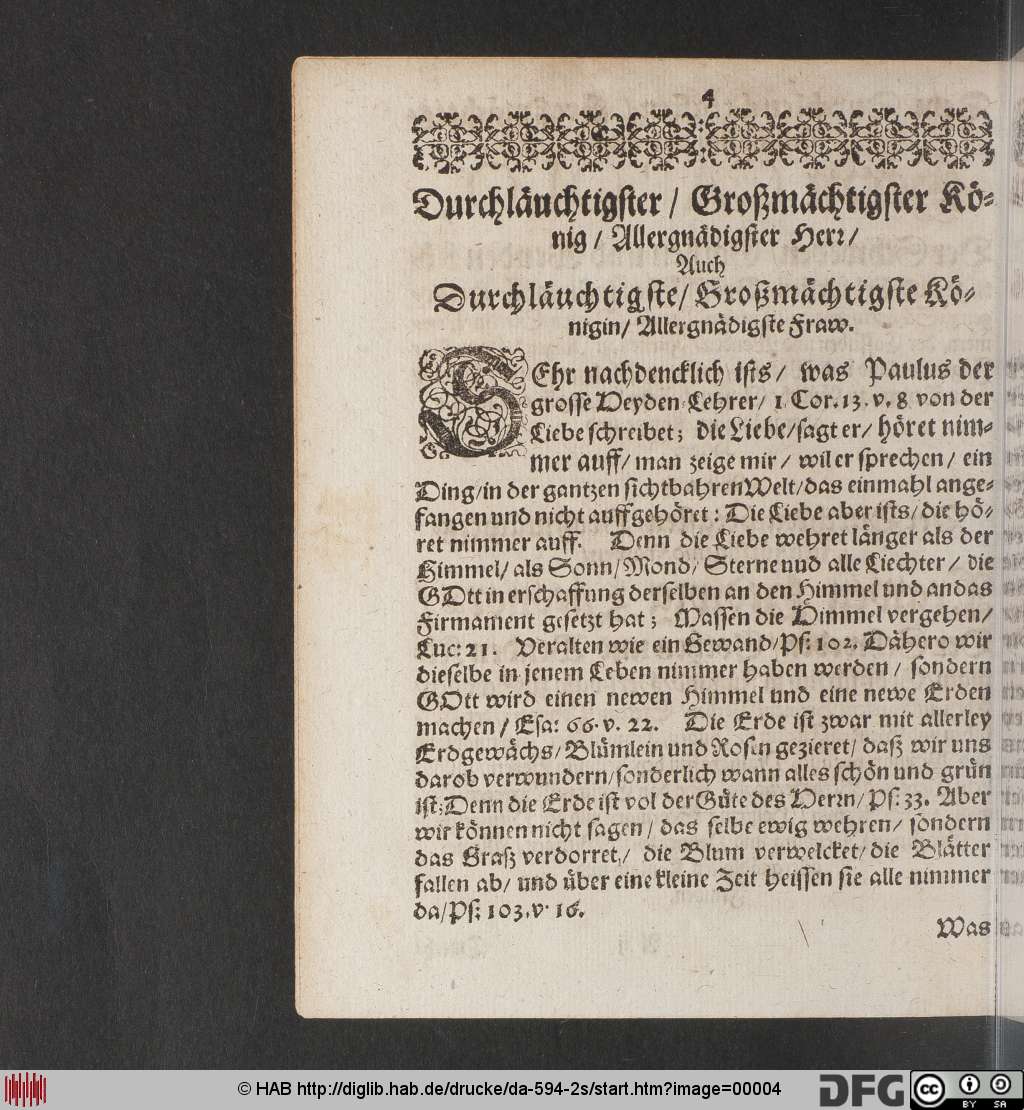 4
Durchläuchtigster / Großmächtigster Kö-
nig / Allergnädigster Herr /
Auch
Durchläuchtigste / Großmächtigste Kö-
nigin / Allergnädigste Fraw.
SEhr nachdencklich ists / was Paulus der
grosse Heyden-Lehrer / 1. Cor. 13. v. 8 von der
Liebe schreibet; die Liebe / sagt er / höret nim-
mer auff / man zeige mir / wil er sprechen / ein
Ding / in der gantzen sichtbahren Welt / das einmahl ange-
fangen und nicht auffgehöret: Die Liebe aber ists / die hö-
ret nimmer auff. Denn die Liebe wehret länger als der
Himmel / als Sonn / Mond / Sterne nud alle Liechter / die
GOtt in erschaffung derselben an den Himmel und an das
Firmament gesetzt hat; Massen die Himmel vergehen /
Luc: 21. Veralten wie ein Gewand / Ps: 102. Dähero wir
dieselbe in jenem Leben nimmer haben werden / sondern
GOtt wird einen newen Himmel und eine newe Erden
machen / Esa: 66. v. 22. Die Erde ist zwar mit allerley
Erdgewächs / Blümlein und Rosen gezieret / daß wir uns
darob verwundern / sonderlich wann alles schön und grün
ist; Denn die Erde ist vol der Güte des Herrn / Ps: 33. Aber
wir können nicht sagen / das selbe ewig wehren / sondern
das Graß verdorret / die Blum verwelcket / die Blätter
fallen ab / und über eine kleine Zeit heissen sie alle nimmer
da / Ps: 103. v. 16.
Was
© HAB http://diglib.hab.de/drucke/da-594-2s/start.htm?image=00004
DFG
cc
BY SA